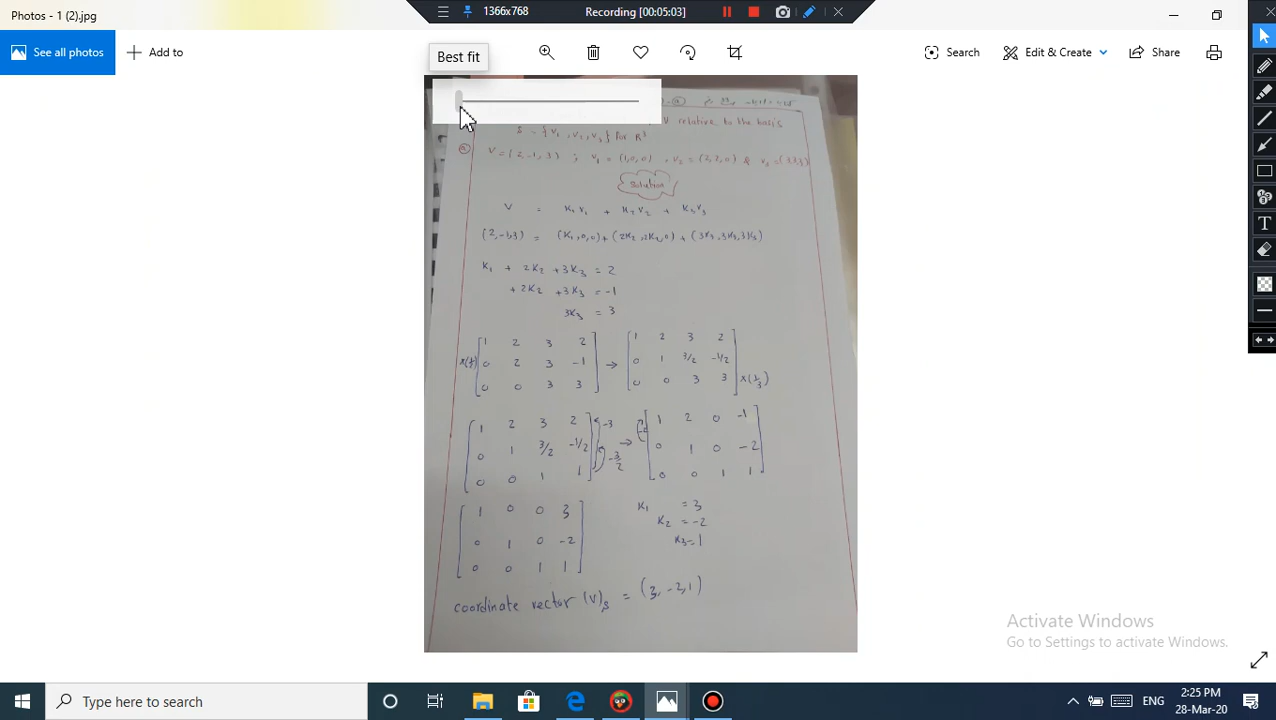 Photos - 1 (2).jpg
1366x768
Recording [00:05:03]
See all photos
Add to
Best fit
Search
Edit & Create
Share
V relative to the basis
S = { V₁ , V₂ , V₃ } for R³
ⓐ V = (2, -1, 3) ; V₁ = (1,0,0) , V₂ = (2,2,0) & V₃ = (3,3,3)
Solution
V = K₁V₁ + K₂V₂ + K₃V₃
(2,-1,3) = (K₁,0,0) + (2K₂,2K₂,0) + (3K₃,3K₃,3K₃)
K₁ + 2K₂ + 3K₃ = 2
+ 2K₂ + 3K₃ = -1
3K₃ = 3
1 2 3 2 1 2 3 2
x(½) 0 2 3 -1 → 0 1 3/2 -1/2
0 0 3 3 0 0 3 3 x(⅓)
1 2 3 2 -3 1 2 0 -1
0 1 3/2 -1/2 → 0 1 0 -2
0 0 1 1 -3/2 0 0 1 1
1 0 0 3 K₁ = 3
0 1 0 -2 K₂ = -2
0 0 1 1 K₃ = 1
coordinate vector (V)s = (3, -2, 1)
Activate Windows
Go to Settings to activate Windows.
Type here to search
ENG
2:25 PM
28-Mar-20